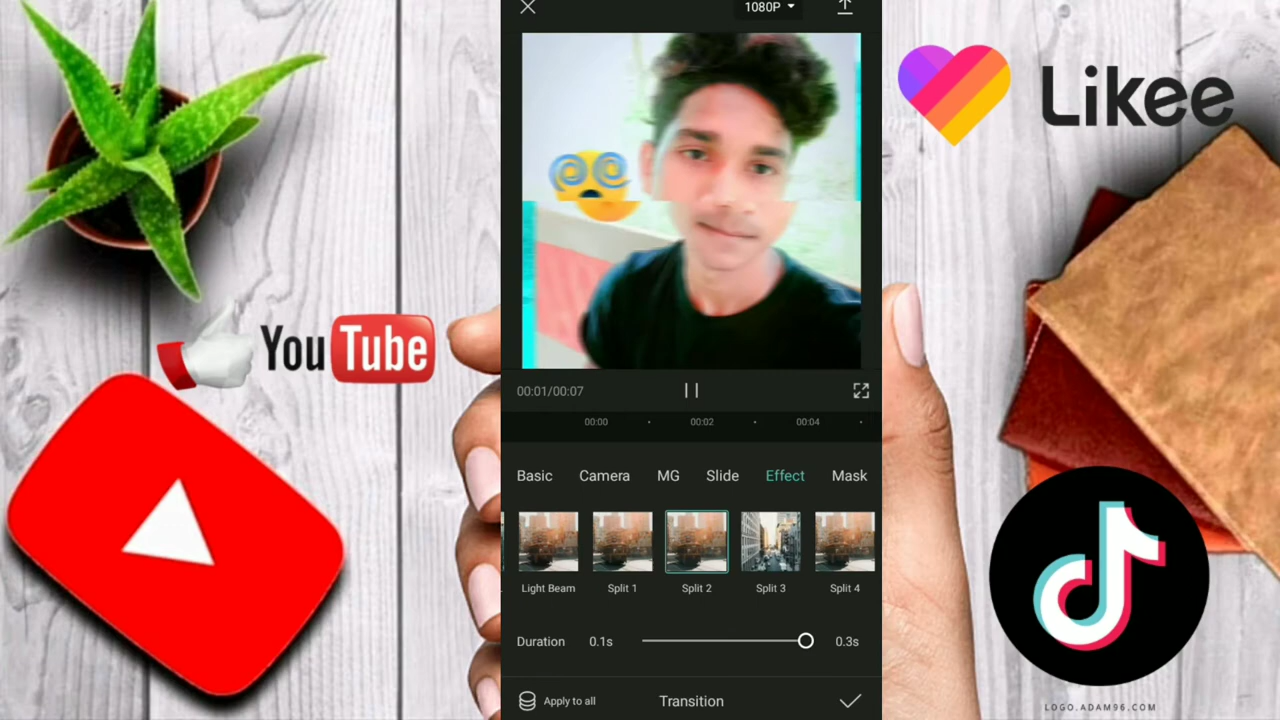 1080P
Likee
You Tube
00:01/00:07
00:00 00:02 00:04
Basic Camera MG Slide Effect Mask
Light Beam Split 1 Split 2 Split 3 Split 4
Duration 0.1s 0.3s
Apply to all Transition
LOGO.ADAM96.COM